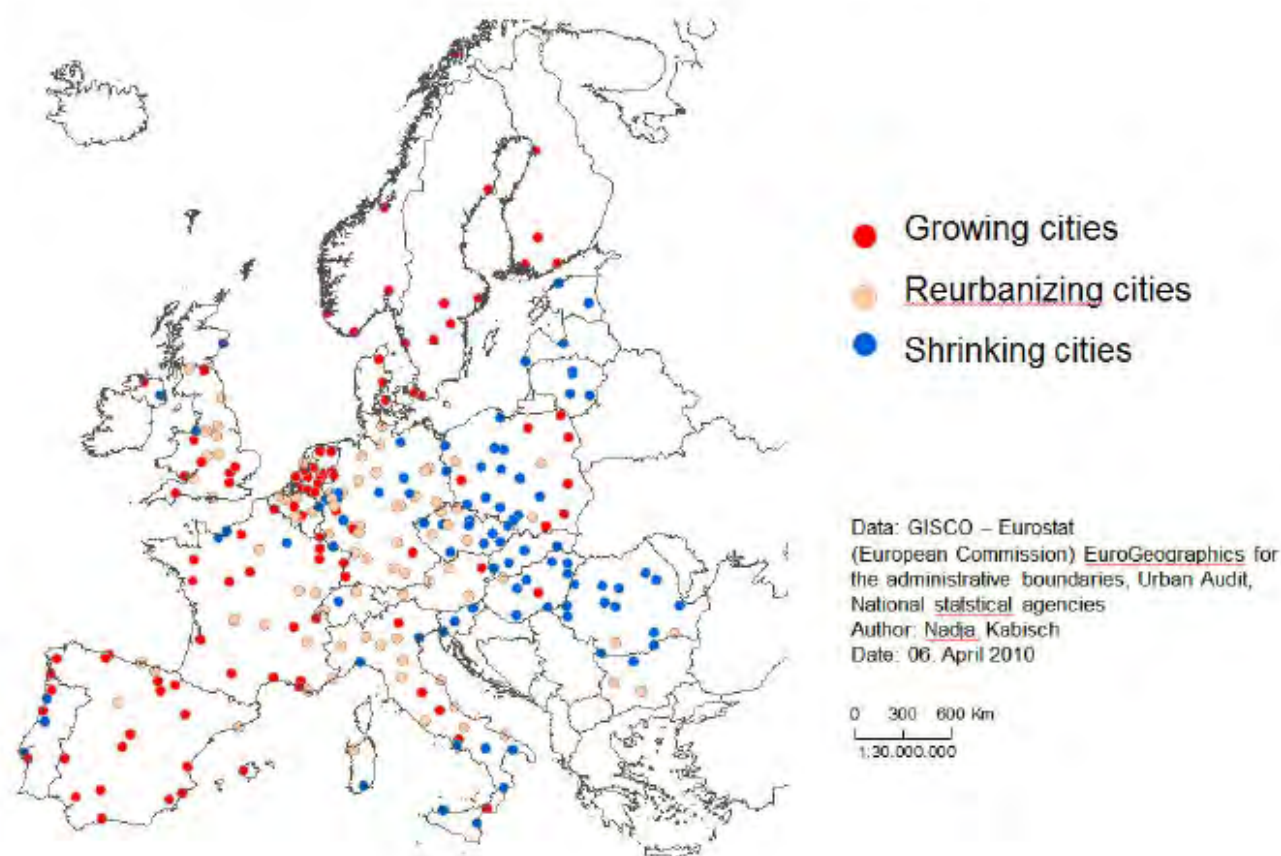 Growing cities
Reurbanizing cities
Shrinking cities
Data: GISCO – Eurostat
(European Commission) EuroGeographics for
the administrative boundaries, Urban Audit,
National statstical agencies
Author: Nadja Kabisch
Date: 06. April 2010
0 300 600 Km
1:30.000.000